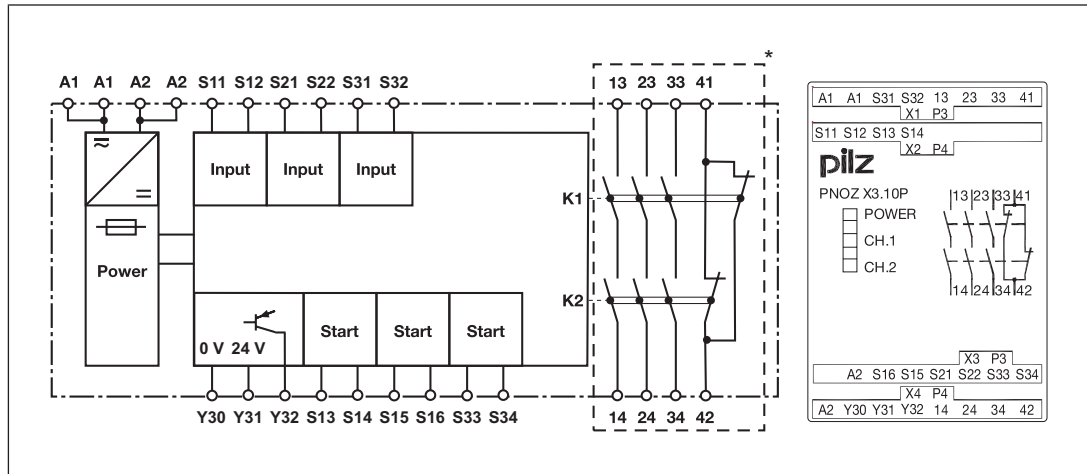 *
A1 A1 A2 A2 S11 S12 S21 S22 S31 S32 13 23 33 41
Input Input Input
K1
Power
K2
0 V 24 V Start Start Start
Y30 Y31 Y32 S13 S14 S15 S16 S33 S34 14 24 34 42
A1 A1 S31 S32 13 23 33 41
X1 P3
S11 S12 S13 S14
X2 P4
pilz
PNOZ X3.10P
13 23 33 41
POWER
CH.1
CH.2
14 24 34 42
X3 P3
A2 S16 S15 S21 S22 S33 S34
X4 P4
A2 Y30 Y31 Y32 14 24 34 42